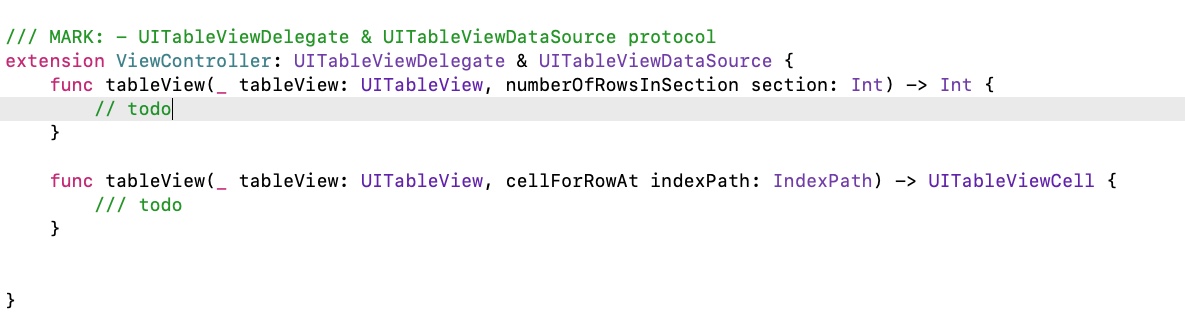 /// MARK: – UITableViewDelegate & UITableViewDataSource protocol
extension ViewController: UITableViewDelegate & UITableViewDataSource {
    func tableView(_ tableView: UITableView, numberOfRowsInSection section: Int) -> Int {
        // todo
    }

    func tableView(_ tableView: UITableView, cellForRowAt indexPath: IndexPath) -> UITableViewCell {
        /// todo
    }


}